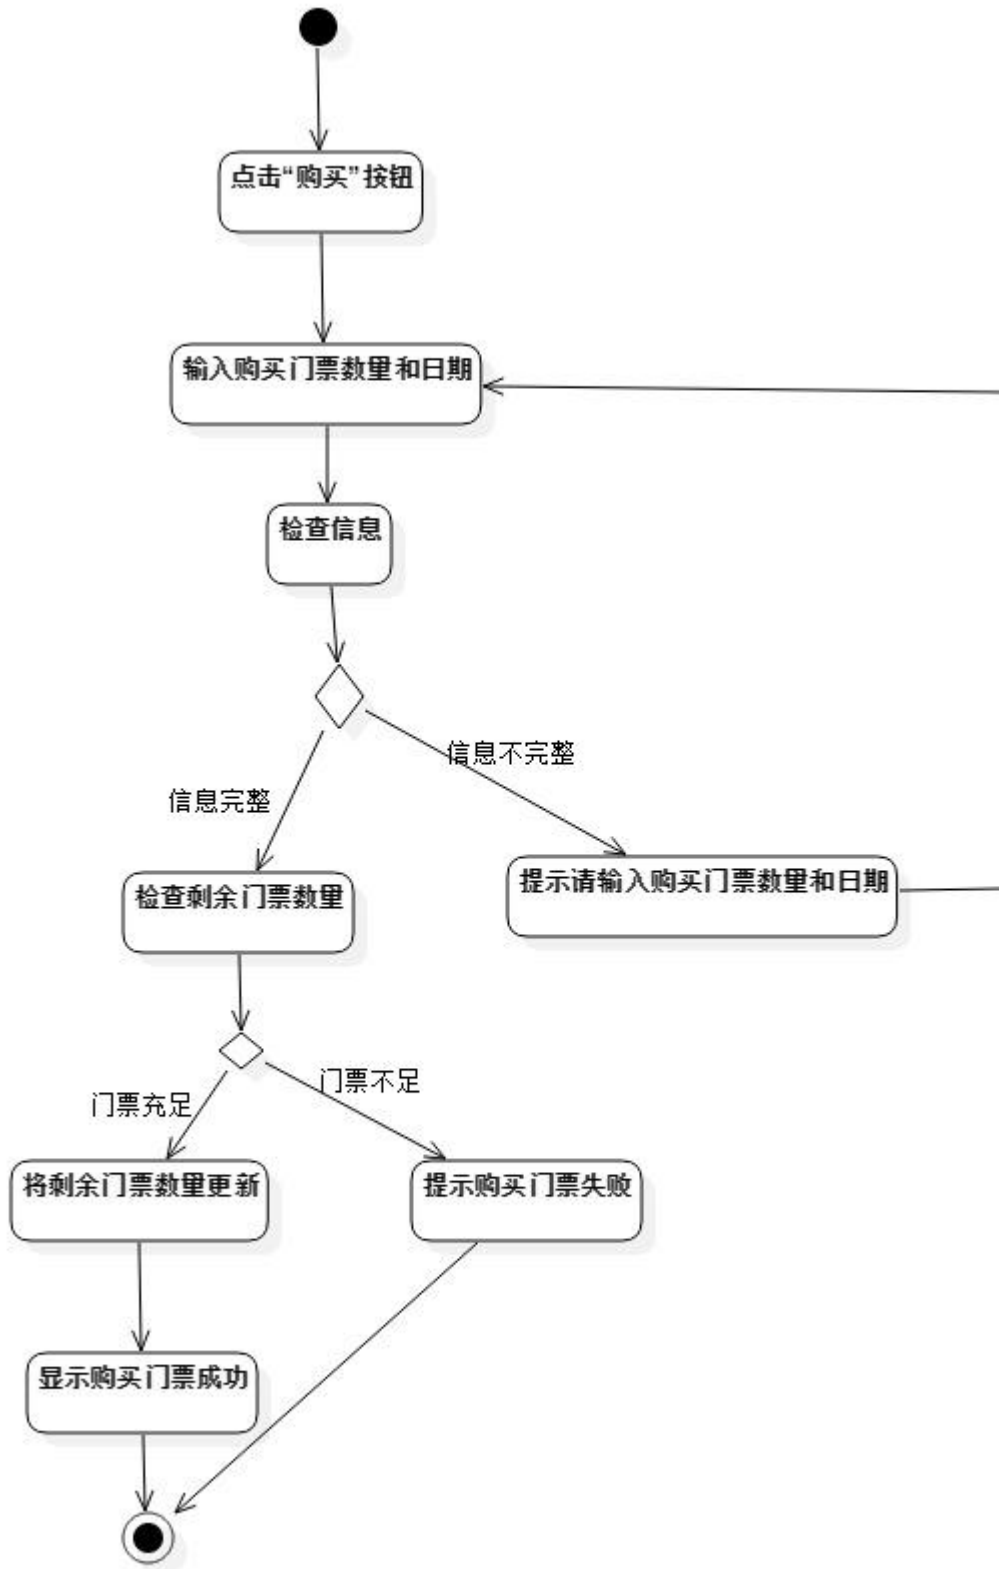 点击“购买”按钮
输入购买门票数量和日期
检查信息
信息不完整
信息完整
提示请输入购买门票数量和日期
检查剩余门票数量
门票不足
门票充足
将剩余门票数量更新
提示购买门票失败
显示购买门票成功